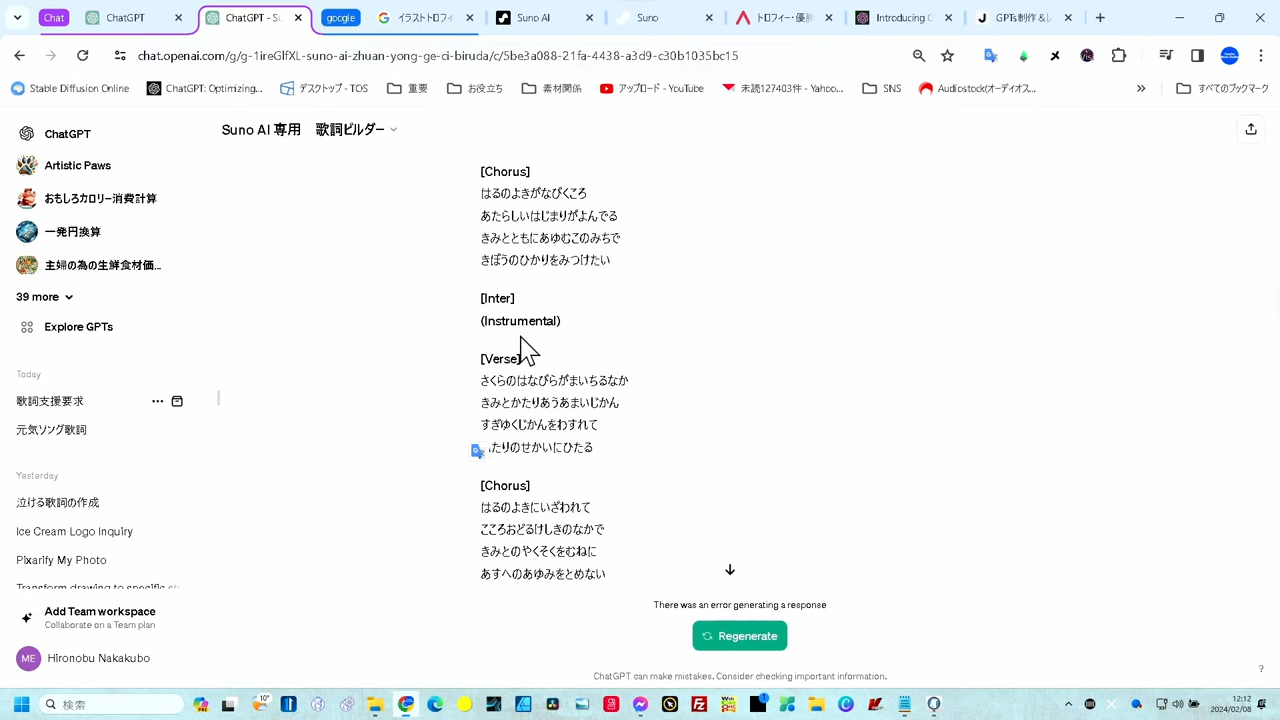 Chat
ChatGPT
ChatGPT - Su
google
イラストロフィ
Suno AI
Suno
トロフィー・優勝
Introducing C
GPTs制作＆レ
chat.openai.com/g/g-1ireGlfXL-suno-ai-zhuan-yong-ge-ci-biruda/c/5be3a088-21fa-4438-a3d9-c30b1035bc15
Stable Diffusion Online
ChatGPT: Optimizing...
デスクトップ - TOS
重要
お役立ち
素材関係
アップロード - YouTube
未読127403件 - Yahoo...
SNS
Audiostock(オーディオス...
すべてのブックマーク
ChatGPT
Artistic Paws
おもしろカロリー消費計算
一発円換算
主婦の為の生鮮食材価...
39 more
Explore GPTs
Today
歌詞支援要求
元気ソング歌詞
Yesterday
泣ける歌詞の作成
Ice Cream Logo Inquiry
Pixarify My Photo
Transform drawing to specific st
Add Team workspace
Collaborate on a Team plan
ME
Hironobu Nakakubo
Suno AI 専用　歌詞ビルダー
[Chorus]
はるのよきがなびくころ
あたらしいはじまりがよんでる
きみとともにあゆむこのみちで
きぼうのひかりをみつけたい
[Inter]
(Instrumental)
[Verse]
さくらのはなびらがまいちるなか
きみとかたりあうあまいじかん
すぎゆくじかんをわすれて
たりのせかいにひたる
[Chorus]
はるのよきにいざわれて
こころおどるけしきのなかで
きみとのやくそくをむねに
あすへのあゆみをとめない
There was an error generating a response
Regenerate
ChatGPT can make mistakes. Consider checking important information.
?
検索
10°
12:12
2024/02/08